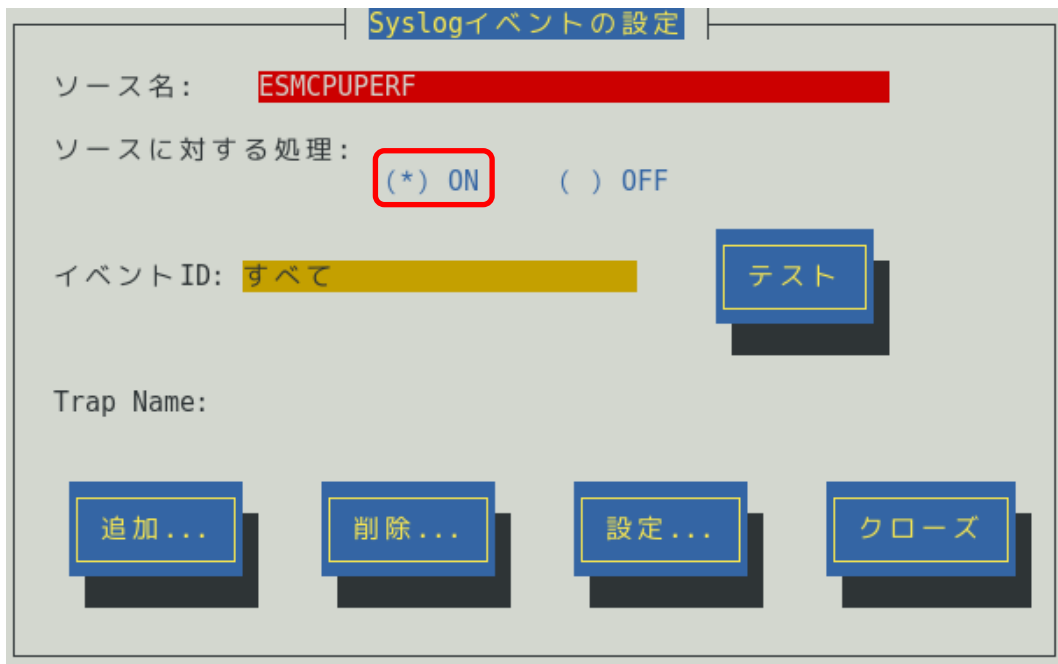 Syslogイベントの設定
ソース名: ESMCPUPERF
ソースに対する処理:
(*) ON ( ) OFF
イベントID: すべて テスト
Trap Name:
追加... 削除... 設定... クローズ